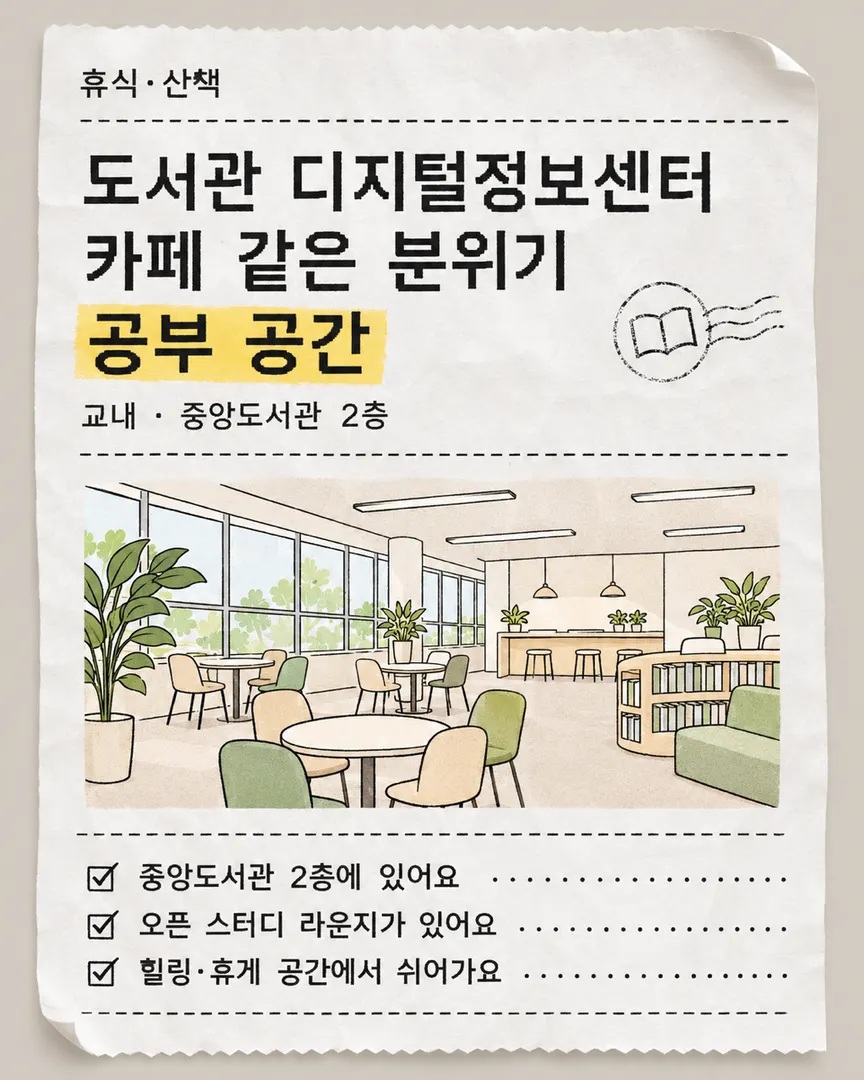 휴식·산책
도서관 디지털정보센터
카페 같은 분위기
공부 공간
교내 · 중앙도서관 2층
중앙도서관 2층에 있어요
오픈 스터디 라운지가 있어요
힐링·휴게 공간에서 쉬어가요